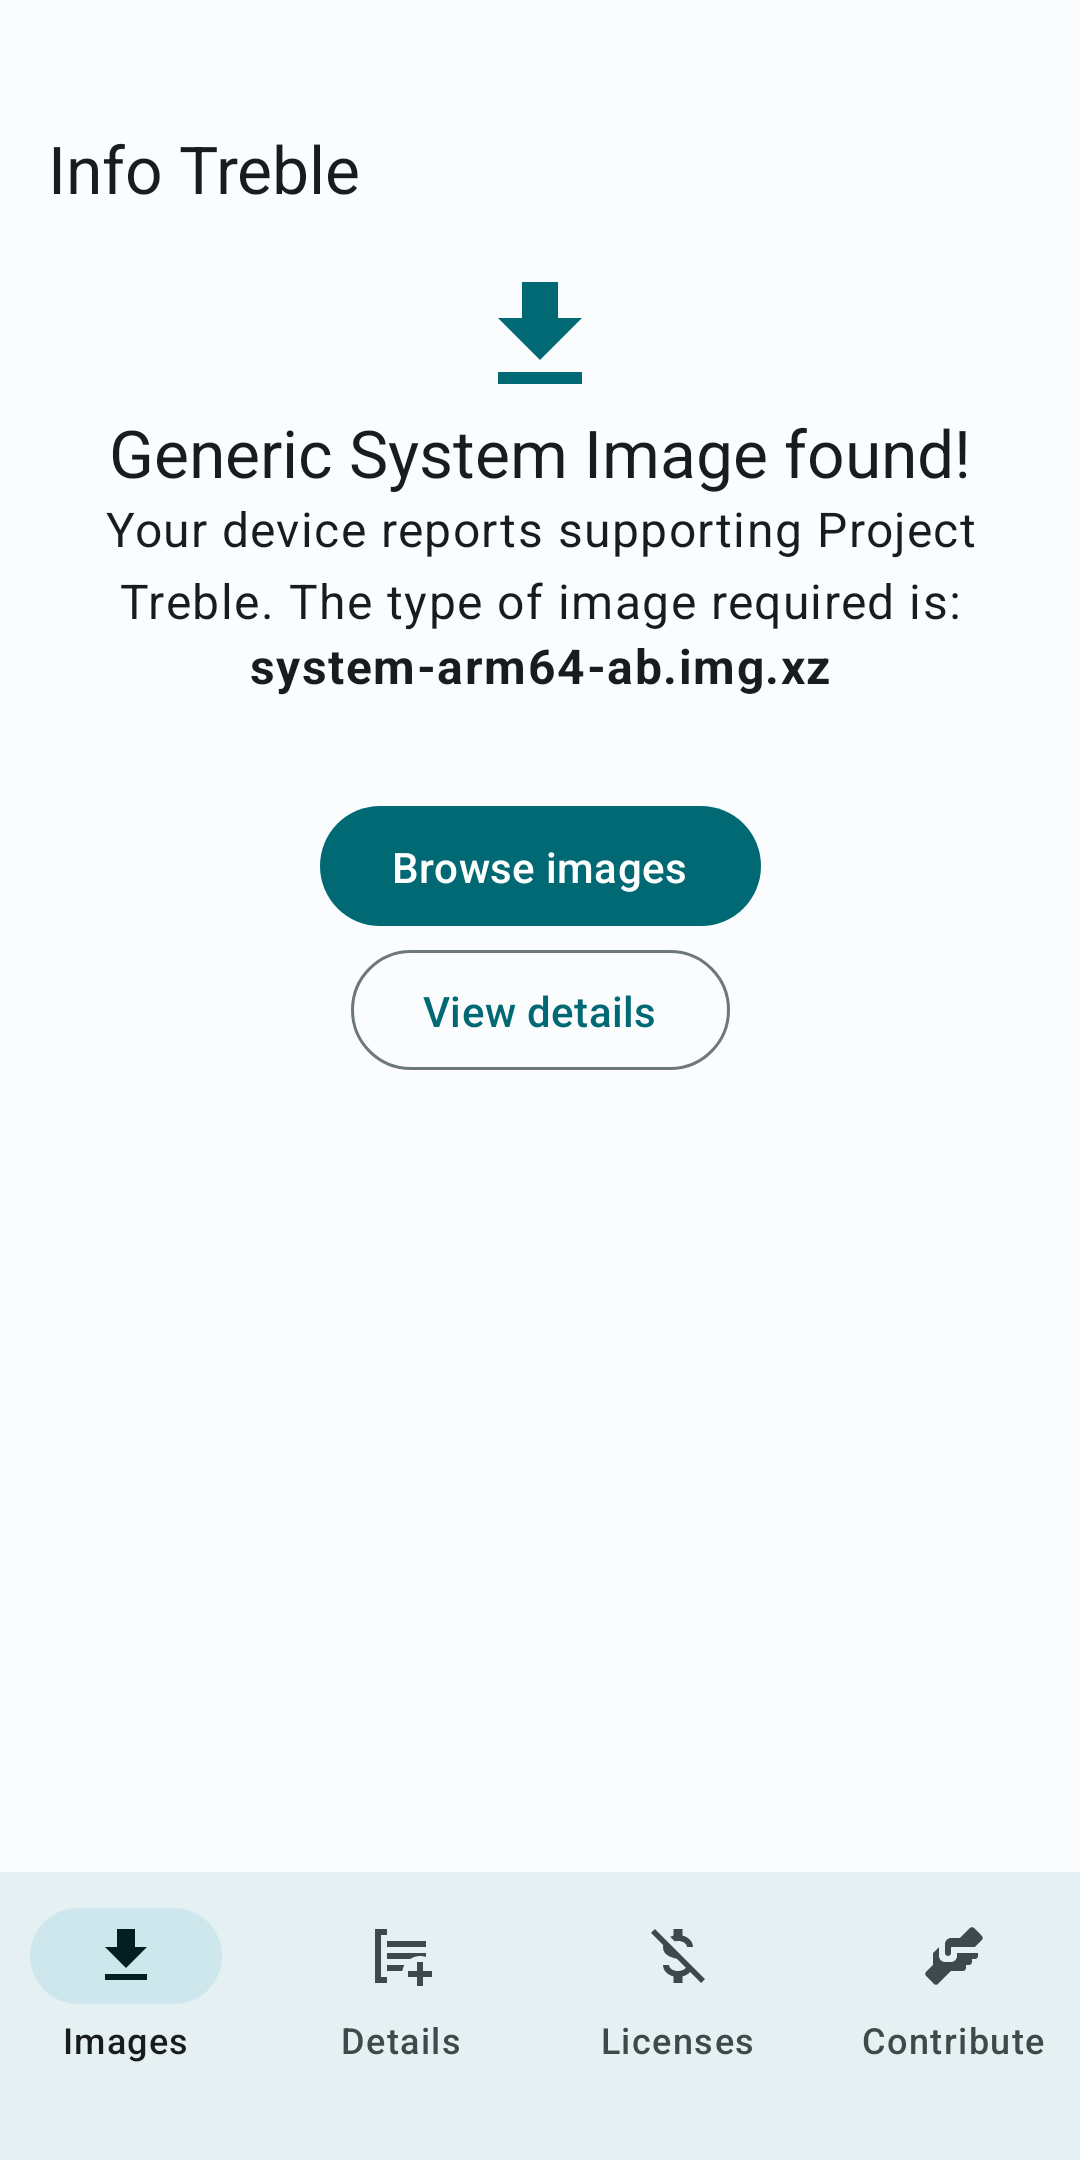 Info Treble
Generic System Image found!
Your device reports supporting Project
Treble. The type of image required is:
system-arm64-ab.img.xz
Browse images
View details
Images
Details
Licenses
Contribute